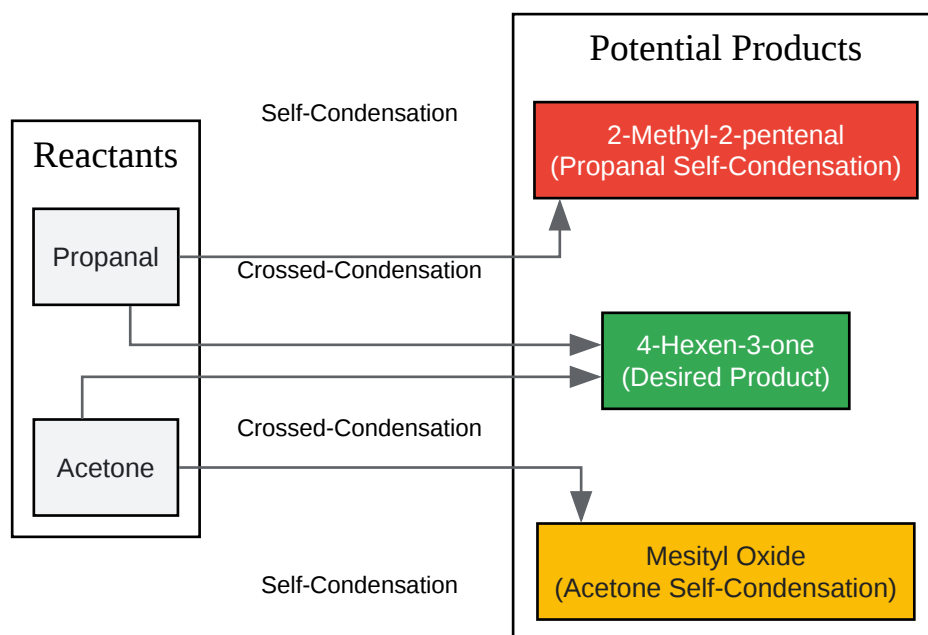 Potential Products
Self-Condensation
2-Methyl-2-pentenal
(Propanal Self-Condensation)
Reactants
Propanal
Crossed-Condensation
4-Hexen-3-one
(Desired Product)
Crossed-Condensation
Acetone
Mesityl Oxide
(Acetone Self-Condensation)
Self-Condensation